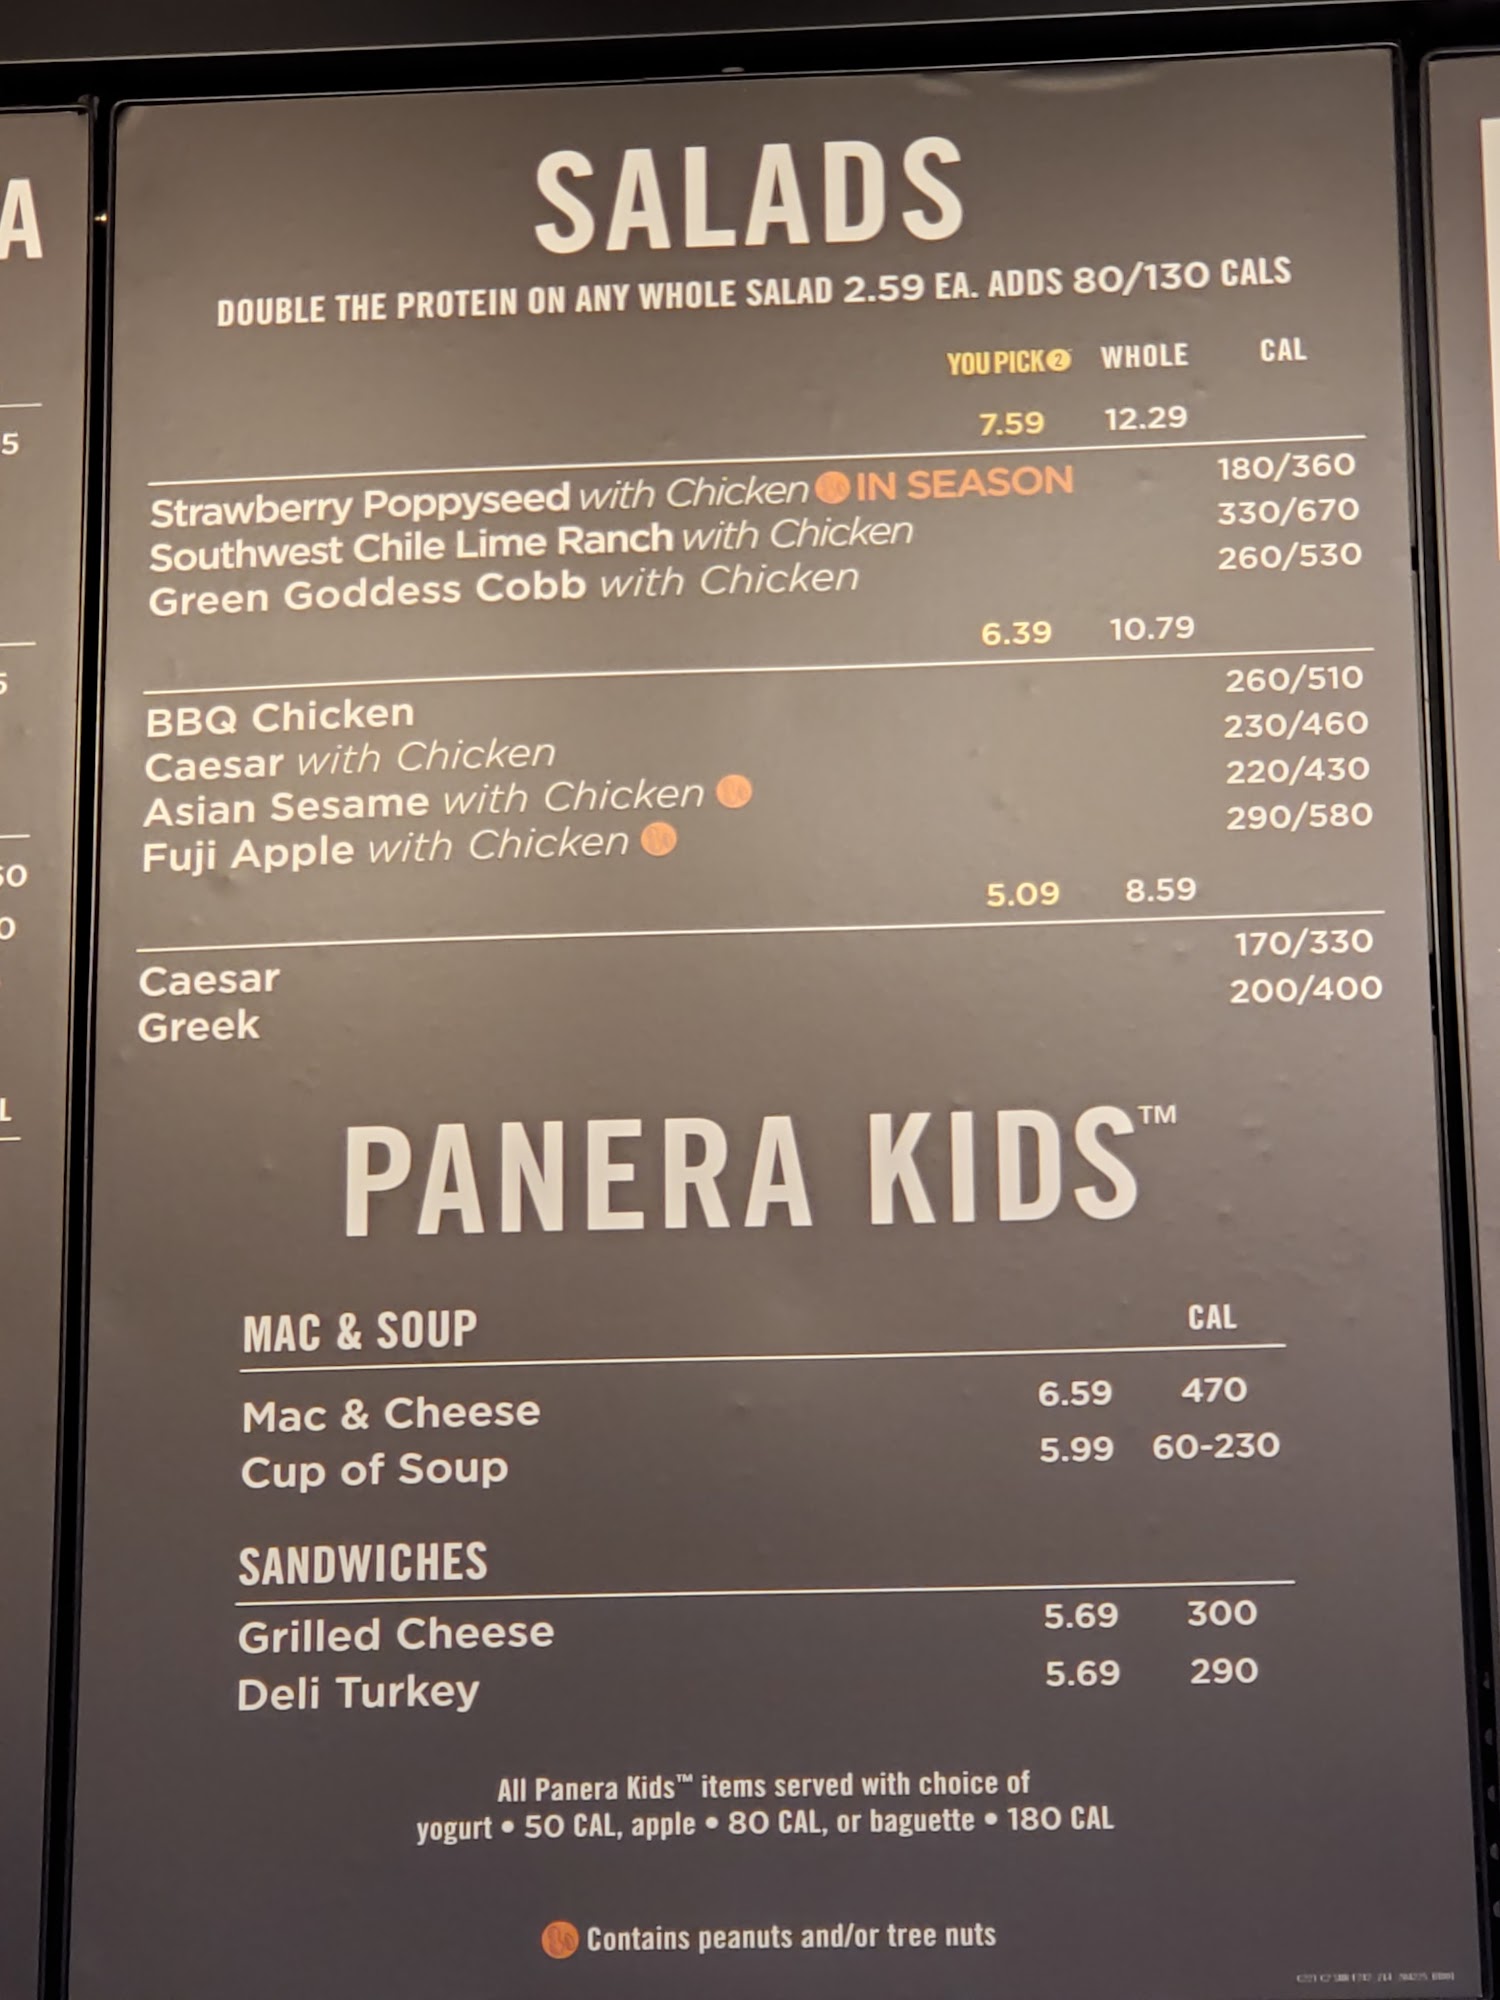 A
5
5
50
0
L
SALADS
DOUBLE THE PROTEIN ON ANY WHOLE SALAD 2.59 EA. ADDS 80/130 CALS
YOU PICK 2 WHOLE CAL
7.59 12.29
Strawberry Poppyseed with Chicken IN SEASON 180/360
Southwest Chile Lime Ranch with Chicken 330/670
Green Goddess Cobb with Chicken 260/530
6.39 10.79
BBQ Chicken 260/510
Caesar with Chicken 230/460
Asian Sesame with Chicken 220/430
Fuji Apple with Chicken 290/580
5.09 8.59
Caesar 170/330
Greek 200/400
PANERA KIDS™
MAC & SOUP CAL
Mac & Cheese 6.59 470
Cup of Soup 5.99 60-230
SANDWICHES
Grilled Cheese 5.69 300
Deli Turkey 5.69 290
All Panera Kids™ items served with choice of
yogurt • 50 CAL, apple • 80 CAL, or baguette • 180 CAL
Contains peanuts and/or tree nuts